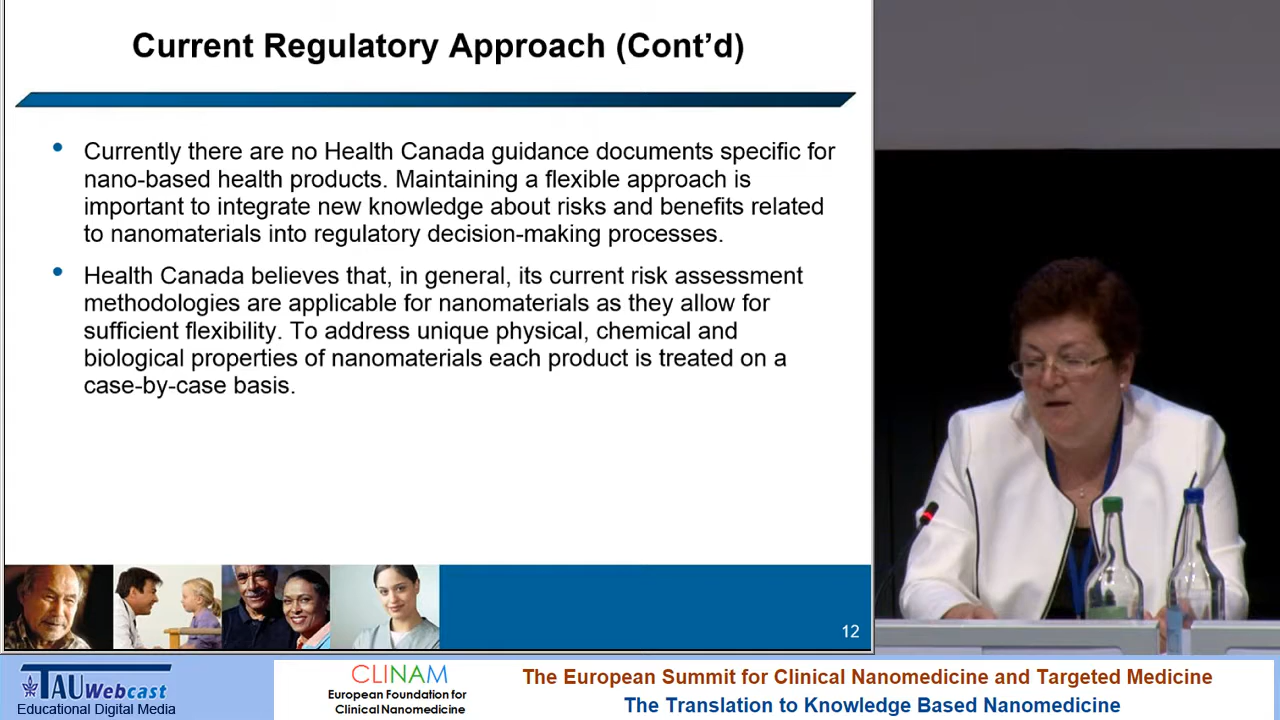 Current Regulatory Approach (Cont’d)
• Currently there are no Health Canada guidance documents specific for
nano-based health products. Maintaining a flexible approach is
important to integrate new knowledge about risks and benefits related
to nanomaterials into regulatory decision-making processes.
• Health Canada believes that, in general, its current risk assessment
methodologies are applicable for nanomaterials as they allow for
sufficient flexibility. To address unique physical, chemical and
biological properties of nanomaterials each product is treated on a
case-by-case basis.
12
TAU Webcast
Educational Digital Media
CLINAM
European Foundation for
Clinical Nanomedicine
The European Summit for Clinical Nanomedicine and Targeted Medicine
The Translation to Knowledge Based Nanomedicine